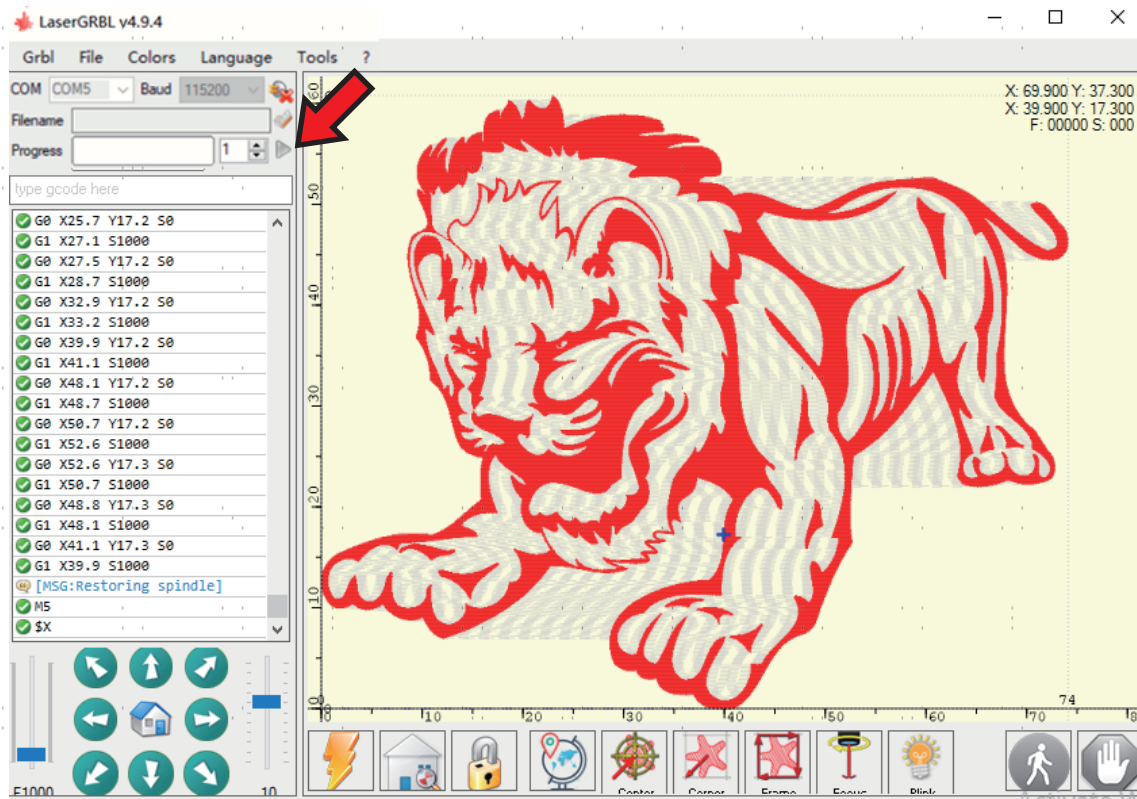 LaserGRBL v4.9.4
Grbl File Colors Language Tools ?
COM COM5 Baud 115200
Filename
Progress 1
type gcode here
G0 X25.7 Y17.2 S0
G1 X27.1 S1000
G0 X27.5 Y17.2 S0
G1 X28.7 S1000
G0 X32.9 Y17.2 S0
G1 X33.2 S1000
G0 X39.9 Y17.2 S0
G1 X41.1 S1000
G0 X48.1 Y17.2 S0
G1 X48.7 S1000
G0 X50.7 Y17.2 S0
G1 X52.6 S1000
G0 X52.6 Y17.3 S0
G1 X50.7 S1000
G0 X48.8 Y17.3 S0
G1 X48.1 S1000
G0 X41.1 Y17.3 S0
G1 X39.9 S1000
[MSG:Restoring spindle]
M5
$X
F1000
10
X: 69.900 Y: 37.300
X: 39.900 Y: 17.300
F: 00000 S: 000
60
50
40
30
20
10
0
74
0 10 20 30 40 50 60 70
Center Corner Frame Focus Blink